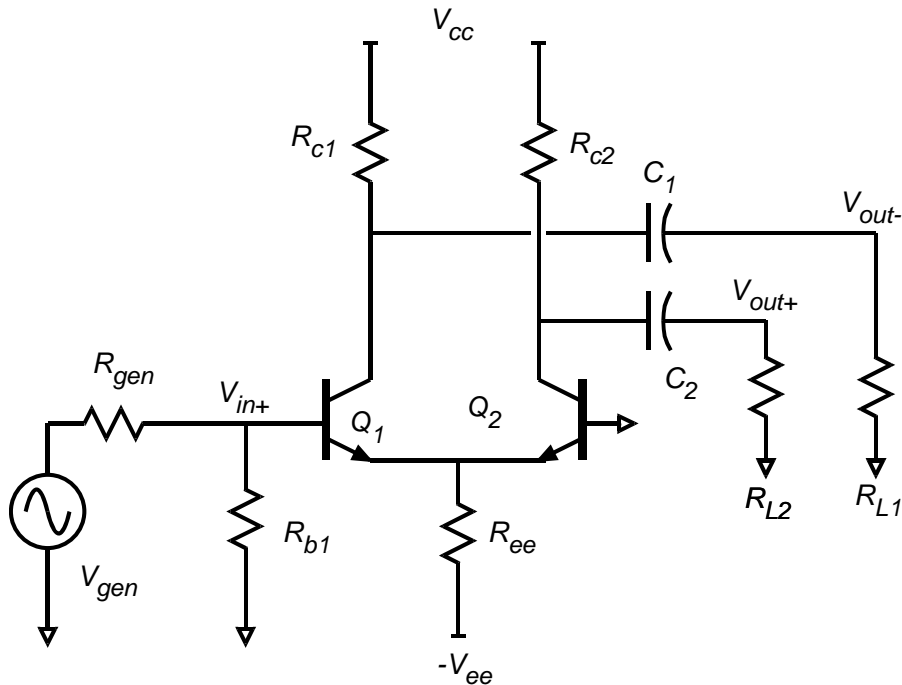 Vcc
Rc1
Rc2
C1
Vout-
Vout+
C2
Rgen
Vin+
Q1
Q2
Vgen
Rb1
Ree
RL2
RL1
-Vee